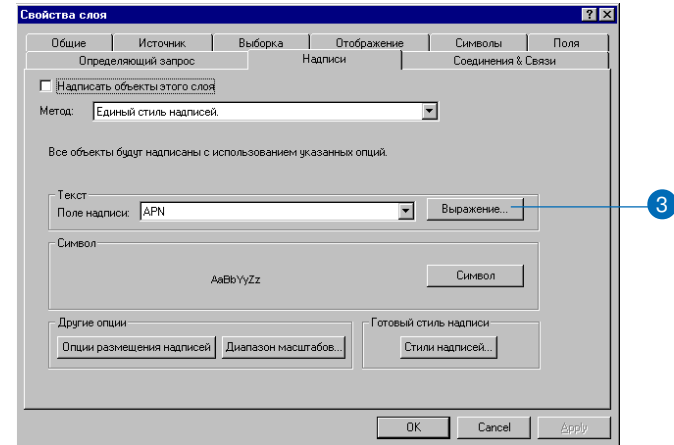 Свойства слоя
Общие Источник Выборка Отображение Символы Поля
Определяющий запрос Надписи Соединения & Связи
Надписать объекты этого слоя
Метод: Единый стиль надписей.
Все объекты будут надписаны с использованием указанных опций.
Текст
Поле надписи: APN Выражение... 3
Символ
AaBbYyZz Символ
Другие опции Готовый стиль надписи
Опции размещения надписей Диапазон масштабов... Стили надписей...
OK Cancel Apply